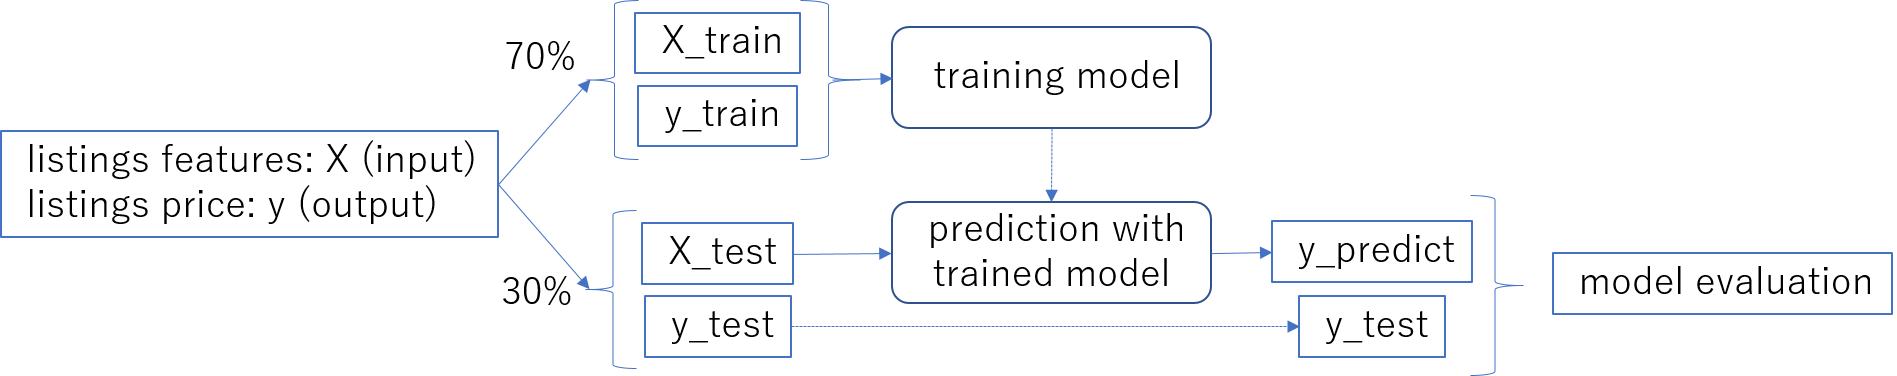 listings features: X (input)
listings price: y (output)
70%
X_train
y_train
training model
30%
X_test
y_test
prediction with
trained model
y_predict
y_test
model evaluation